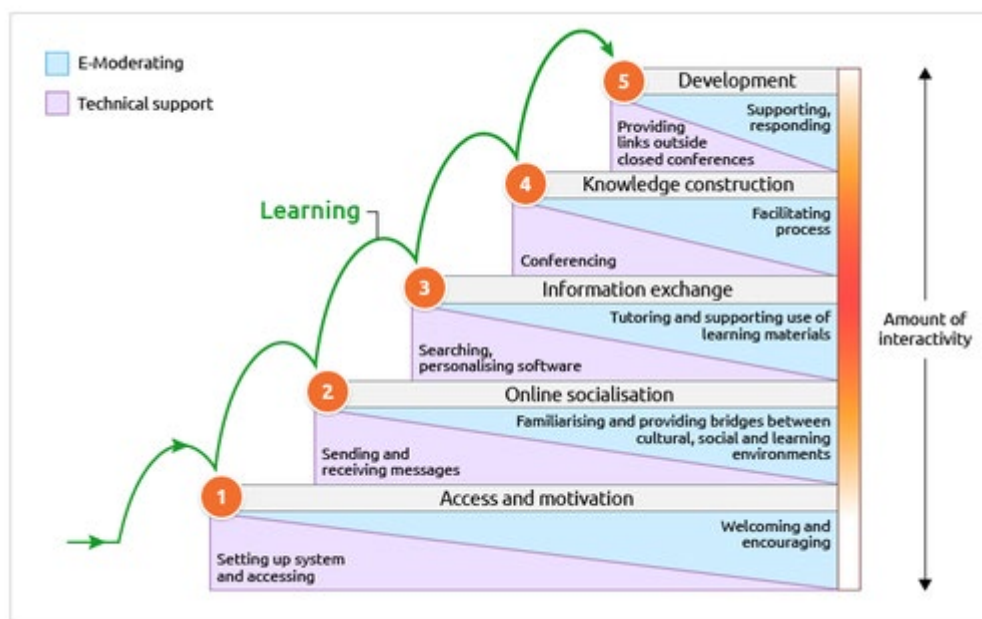 E-Moderating
Technical support
Learning
5
Development
Supporting,
responding
Providing
links outside
closed conferences
4
Knowledge construction
Facilitating
process
Conferencing
3
Information exchange
Tutoring and supporting use of
learning materials
Searching,
personalising software
2
Online socialisation
Familiarising and providing bridges between
cultural, social and learning
environments
Sending and
receiving messages
1
Access and motivation
Welcoming and
encouraging
Setting up system
and accessing
Amount of
interactivity